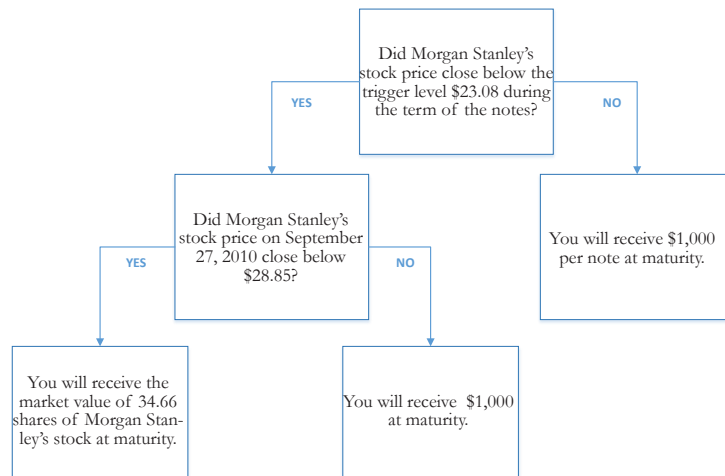 Did Morgan Stanley's
stock price close below the
trigger level $23.08 during
the term of the notes?
YES
NO
Did Morgan Stanley's
stock price on September
27, 2010 close below
$28.85?
You will receive $1,000
per note at maturity.
YES
NO
You will receive the
market value of 34.66
shares of Morgan Stan-
ley's stock at maturity.
You will receive $1,000
at maturity.